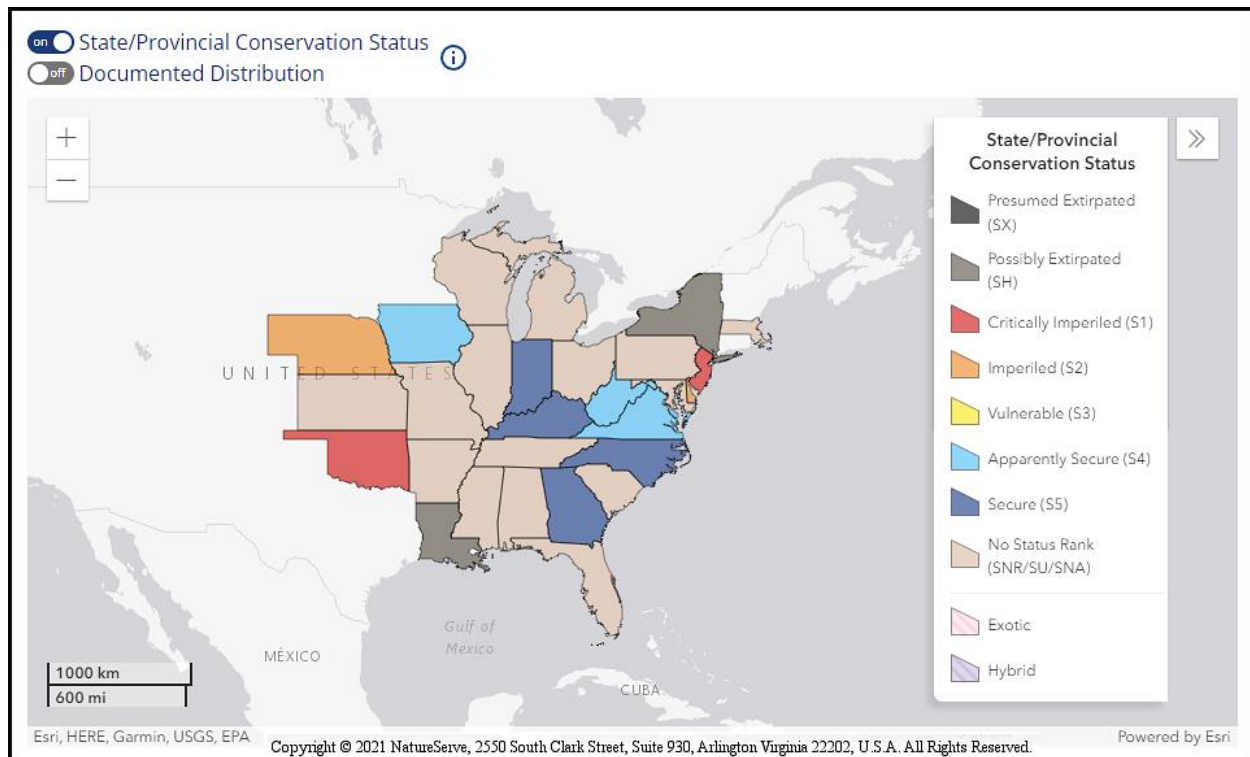 on State/Provincial Conservation Status
off Documented Distribution
i
+
−
UNITED STATES
Gulf of
Mexico
MÉXICO
CUBA
1000 km
600 mi
State/Provincial
Conservation Status
Presumed Extirpated
(SX)
Possibly Extirpated
(SH)
Critically Imperiled (S1)
Imperiled (S2)
Vulnerable (S3)
Apparently Secure (S4)
Secure (S5)
No Status Rank
(SNR/SU/SNA)
Exotic
Hybrid
Esri, HERE, Garmin, USGS, EPA
Copyright © 2021 NatureServe, 2550 South Clark Street, Suite 930, Arlington Virginia 22202, U.S.A. All Rights Reserved.
Powered by Esri